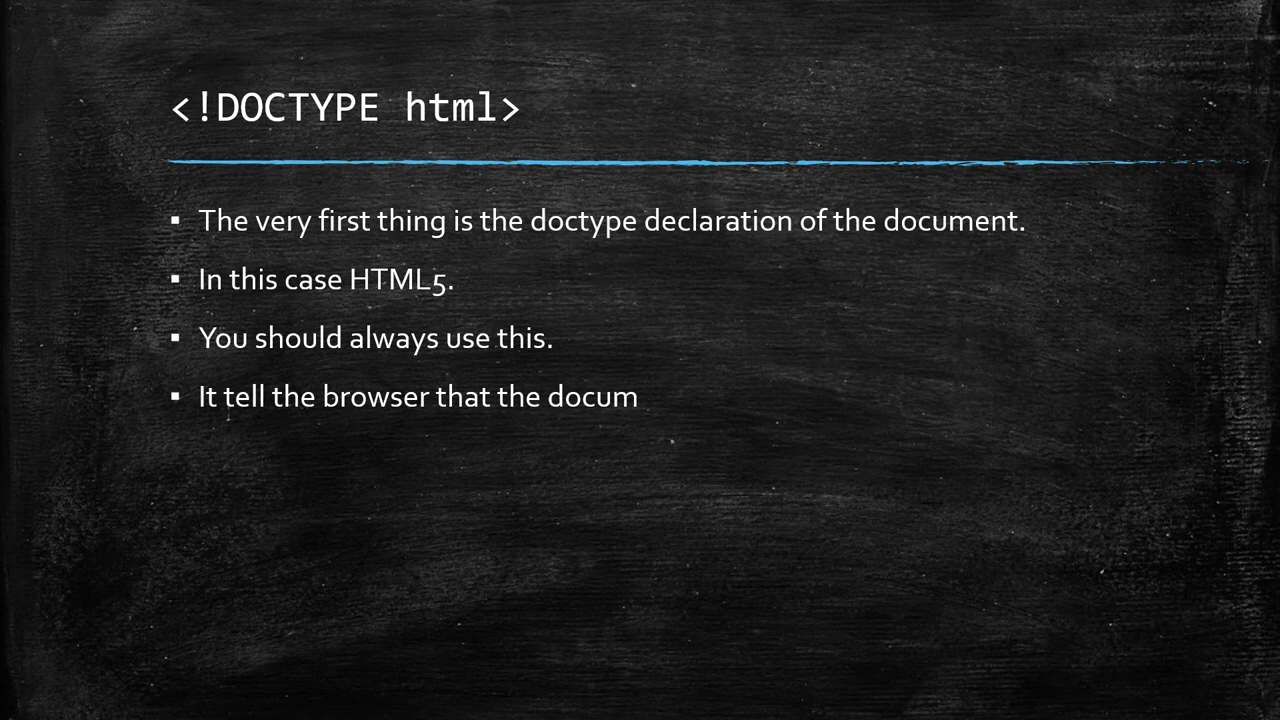 <!DOCTYPE html>
▪ The very first thing is the doctype declaration of the document.
▪ In this case HTML5.
▪ You should always use this.
▪ It tell the browser that the docum